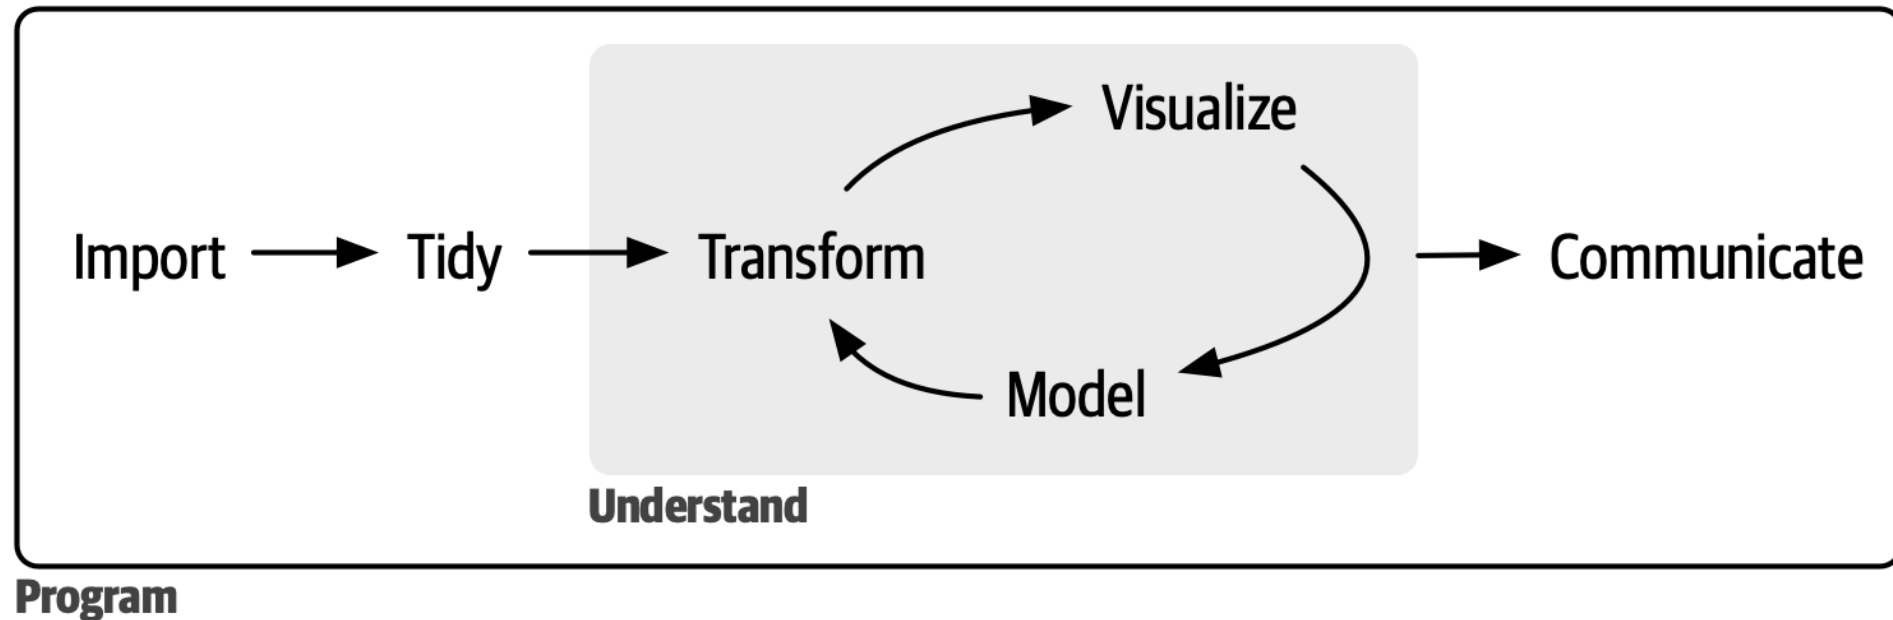 Visualize
Import
Tidy
Transform
Communicate
Model
Understand
Program